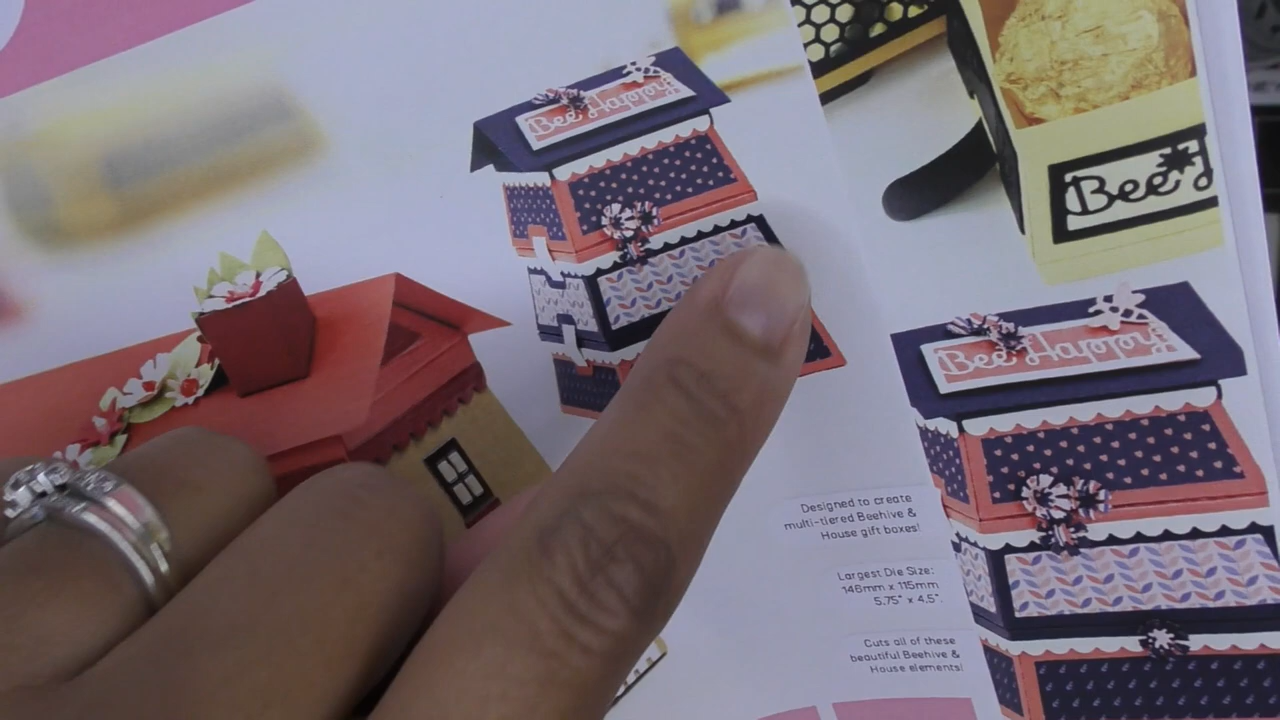 Bee Happy
Bee
Bee Happy
Designed to create
multi-tiered Beehive &
House gift boxes!
Largest Die Size:
146mm x 115mm
5.75" x 4.5".
Cuts all of these
beautiful Beehive &
House elements!